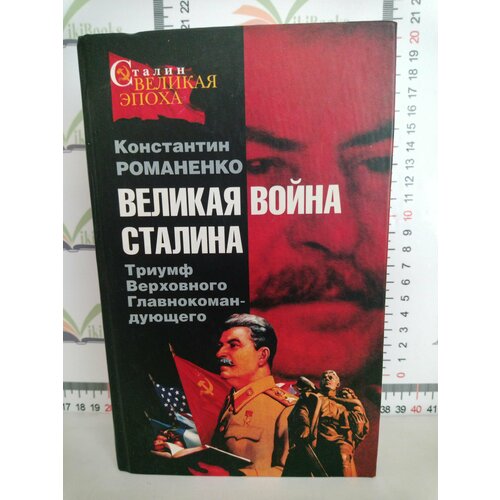 Сталин
ВЕЛИКАЯ
ЭПОХА
Константин
РОМАНЕНКО
ВЕЛИКАЯ ВОЙНА
СТАЛИНА
Триумф
Верховного
Главнокоман-
дующего